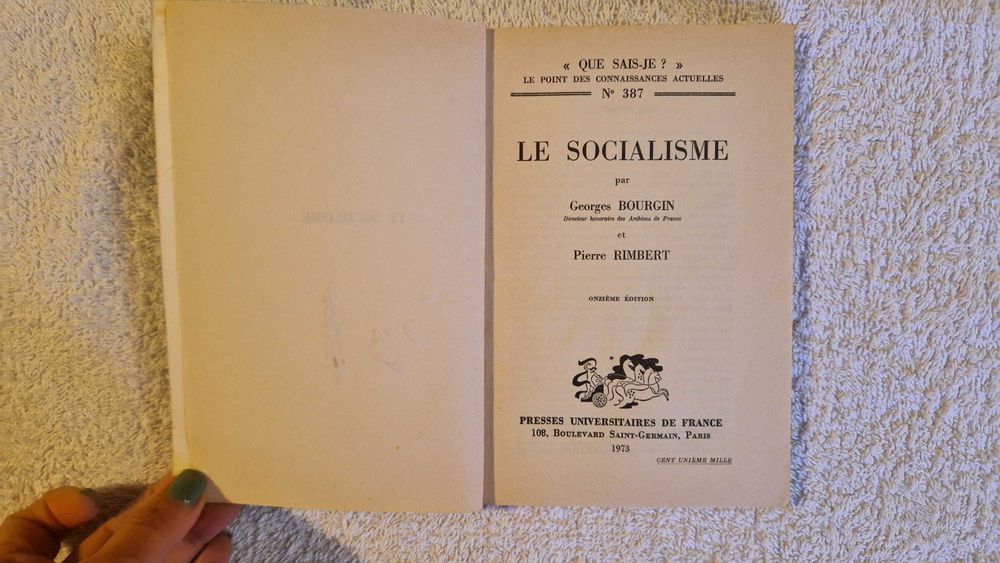 « QUE SAIS-JE ? »
LE POINT DES CONNAISSANCES ACTUELLES
Nº 387
LE SOCIALISME
par
Georges BOURGIN
Directeur honoraire des Archives de France
et
Pierre RIMBERT
ONZIÈME ÉDITION
PRESSES UNIVERSITAIRES DE FRANCE
108, BOULEVARD SAINT-GERMAIN, PARIS
1973
CENT UNIÈME MILLE